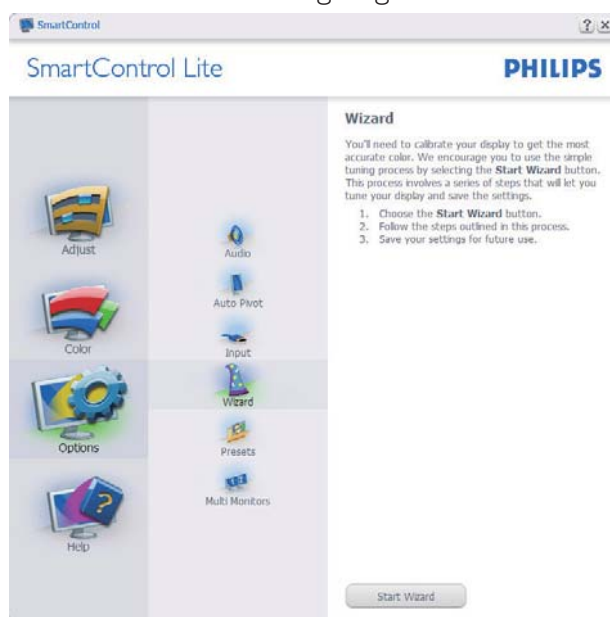 SmartControl
SmartControl Lite
PHILIPS
Adjust
Color
Options
Help
Audio
Auto Pivot
Input
Wizard
Presets
Multi Monitors
Wizard
You'll need to calibrate your display to get the most
accurate color. We encourage you to use the simple
tuning process by selecting the Start Wizard button.
This process involves a series of steps that will let you
tune your display and save the settings.
1. Choose the Start Wizard button.
2. Follow the steps outlined in this process.
3. Save your settings for future use.
Start Wizard